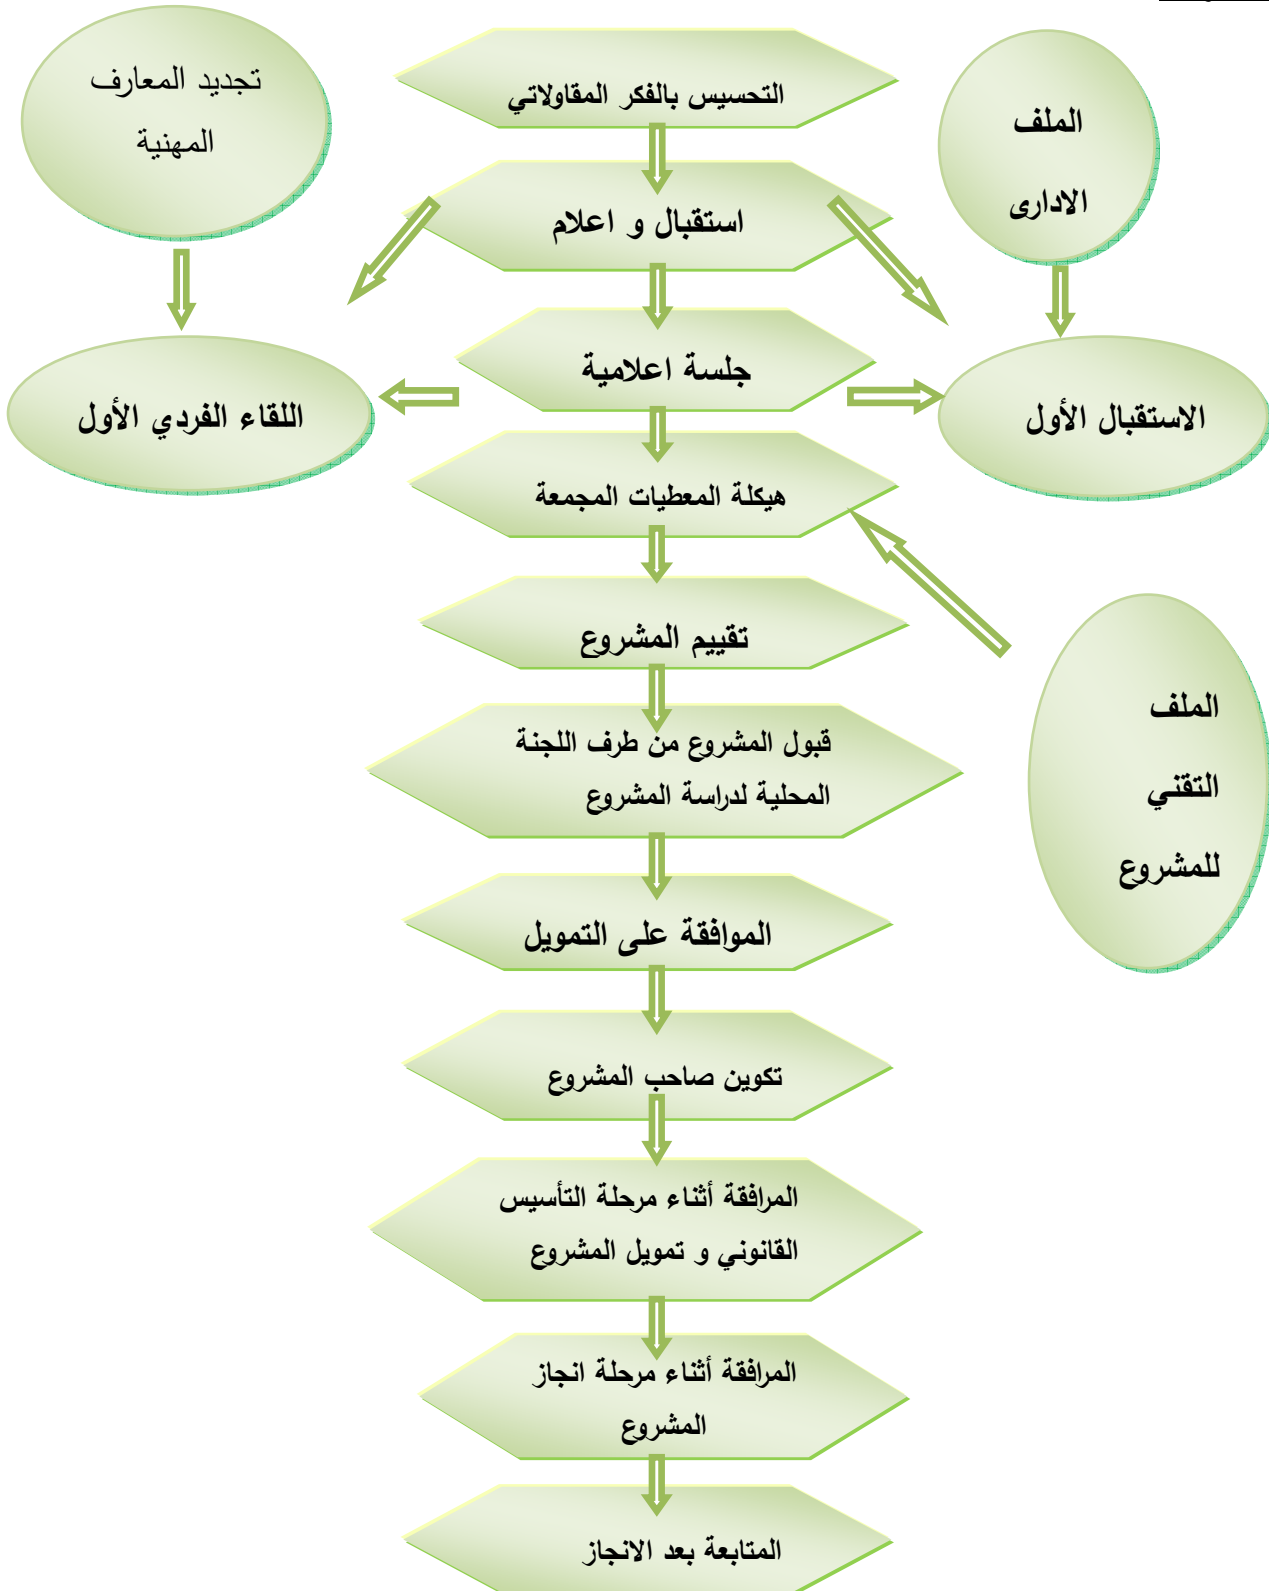 التحسيس بالفكر المقاولاتي
تجديد المعارف
المهنية
الملف
الادارى
استقبال و اعلام
جلسة اعلامية
اللقاء الفردي الأول
الاستقبال الأول
هيكلة المعطيات المجمعة
تقييم المشروع
الملف
التقني
للمشروع
قبول المشروع من طرف اللجنة
المحلية لدراسة المشروع
الموافقة على التمويل
تكوين صاحب المشروع
المرافقة أثناء مرحلة التأسيس
القانوني و تمويل المشروع
المرافقة أثناء مرحلة انجاز
المشروع
المتابعة بعد الانجاز